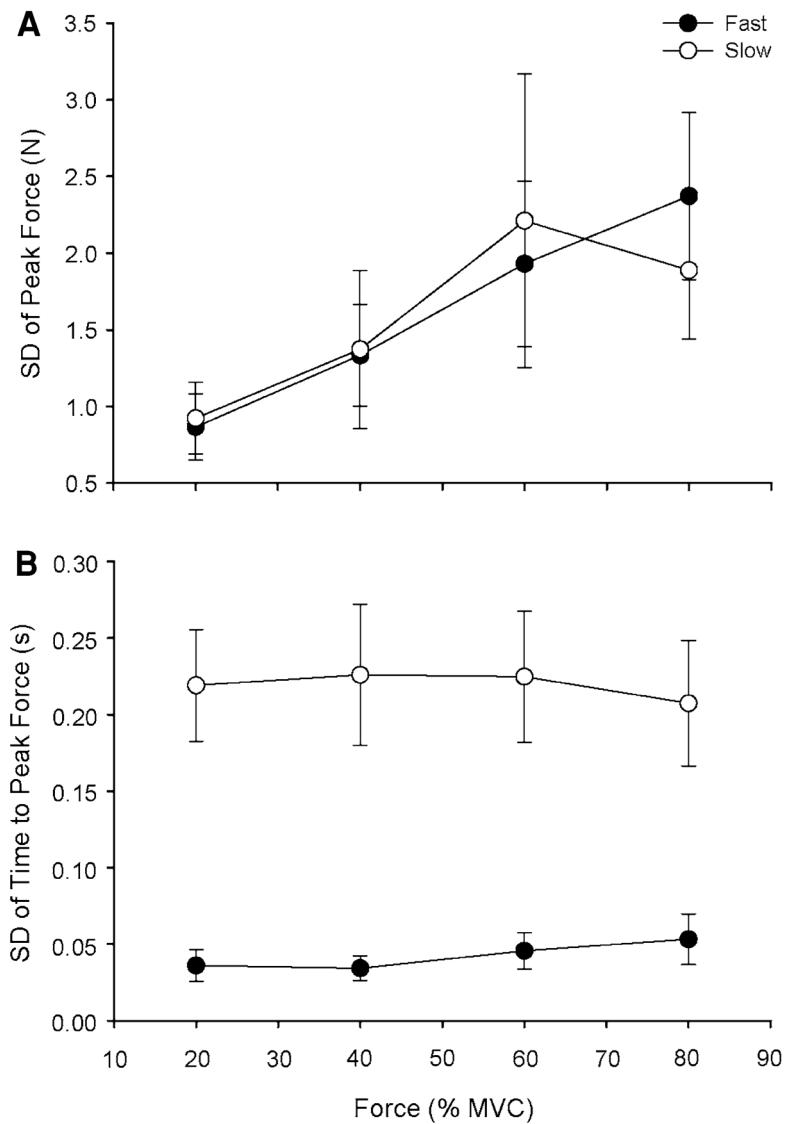 A
Fast
Slow
SD of Peak Force (N)
3.5
3.0
2.5
2.0
1.5
1.0
0.5
B
SD of Time to Peak Force (s)
0.30
0.25
0.20
0.15
0.10
0.05
0.00
10 20 30 40 50 60 70 80 90
Force (% MVC)